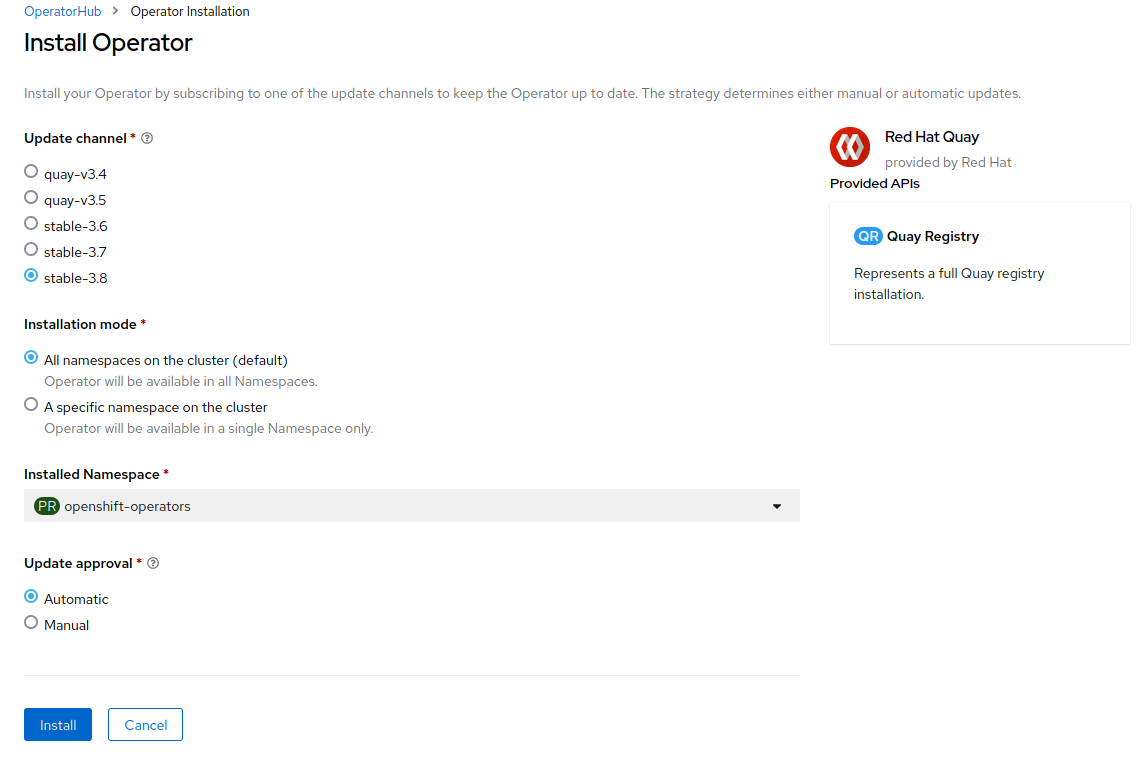 OperatorHub > Operator Installation
Install Operator
Install your Operator by subscribing to one of the update channels to keep the Operator up to date. The strategy determines either manual or automatic updates.
Update channel *
quay-v3.4
quay-v3.5
stable-3.6
stable-3.7
stable-3.8
Installation mode *
All namespaces on the cluster (default)
Operator will be available in all Namespaces.
A specific namespace on the cluster
Operator will be available in a single Namespace only.
Installed Namespace *
PR openshift-operators
Update approval *
Automatic
Manual
Install Cancel
Red Hat Quay
provided by Red Hat
Provided APIs
QR Quay Registry
Represents a full Quay registry
installation.